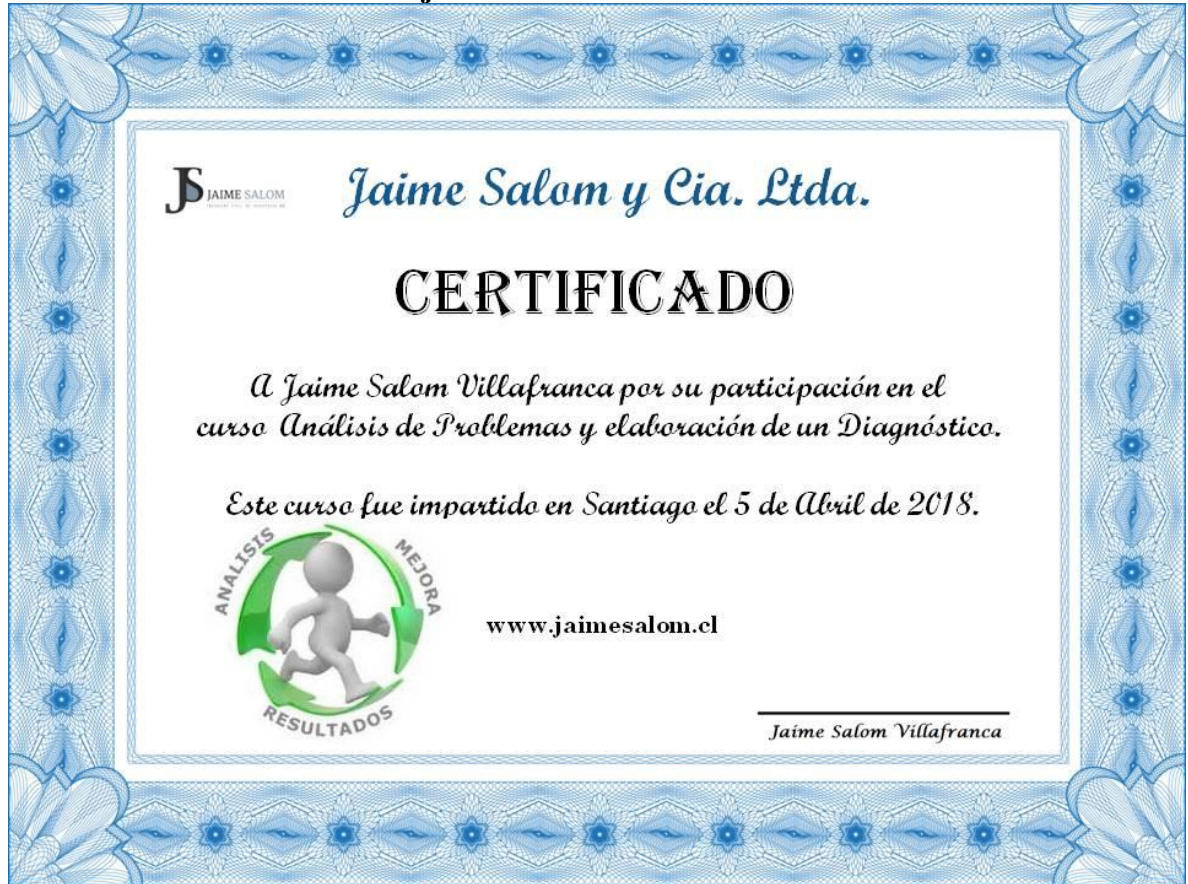 JS JAIME SALOM
Jaime Salom y Cia. Ltda.
CERTIFICADO
A Jaime Salom Villafranca por su participación en el
curso Análisis de Problemas y elaboración de un Diagnóstico.
Este curso fue impartido en Santiago el 5 de Abril de 2018.
ANALISIS
MEJORA
RESULTADOS
www.jaimesalom.cl
Jaime Salom Villafranca